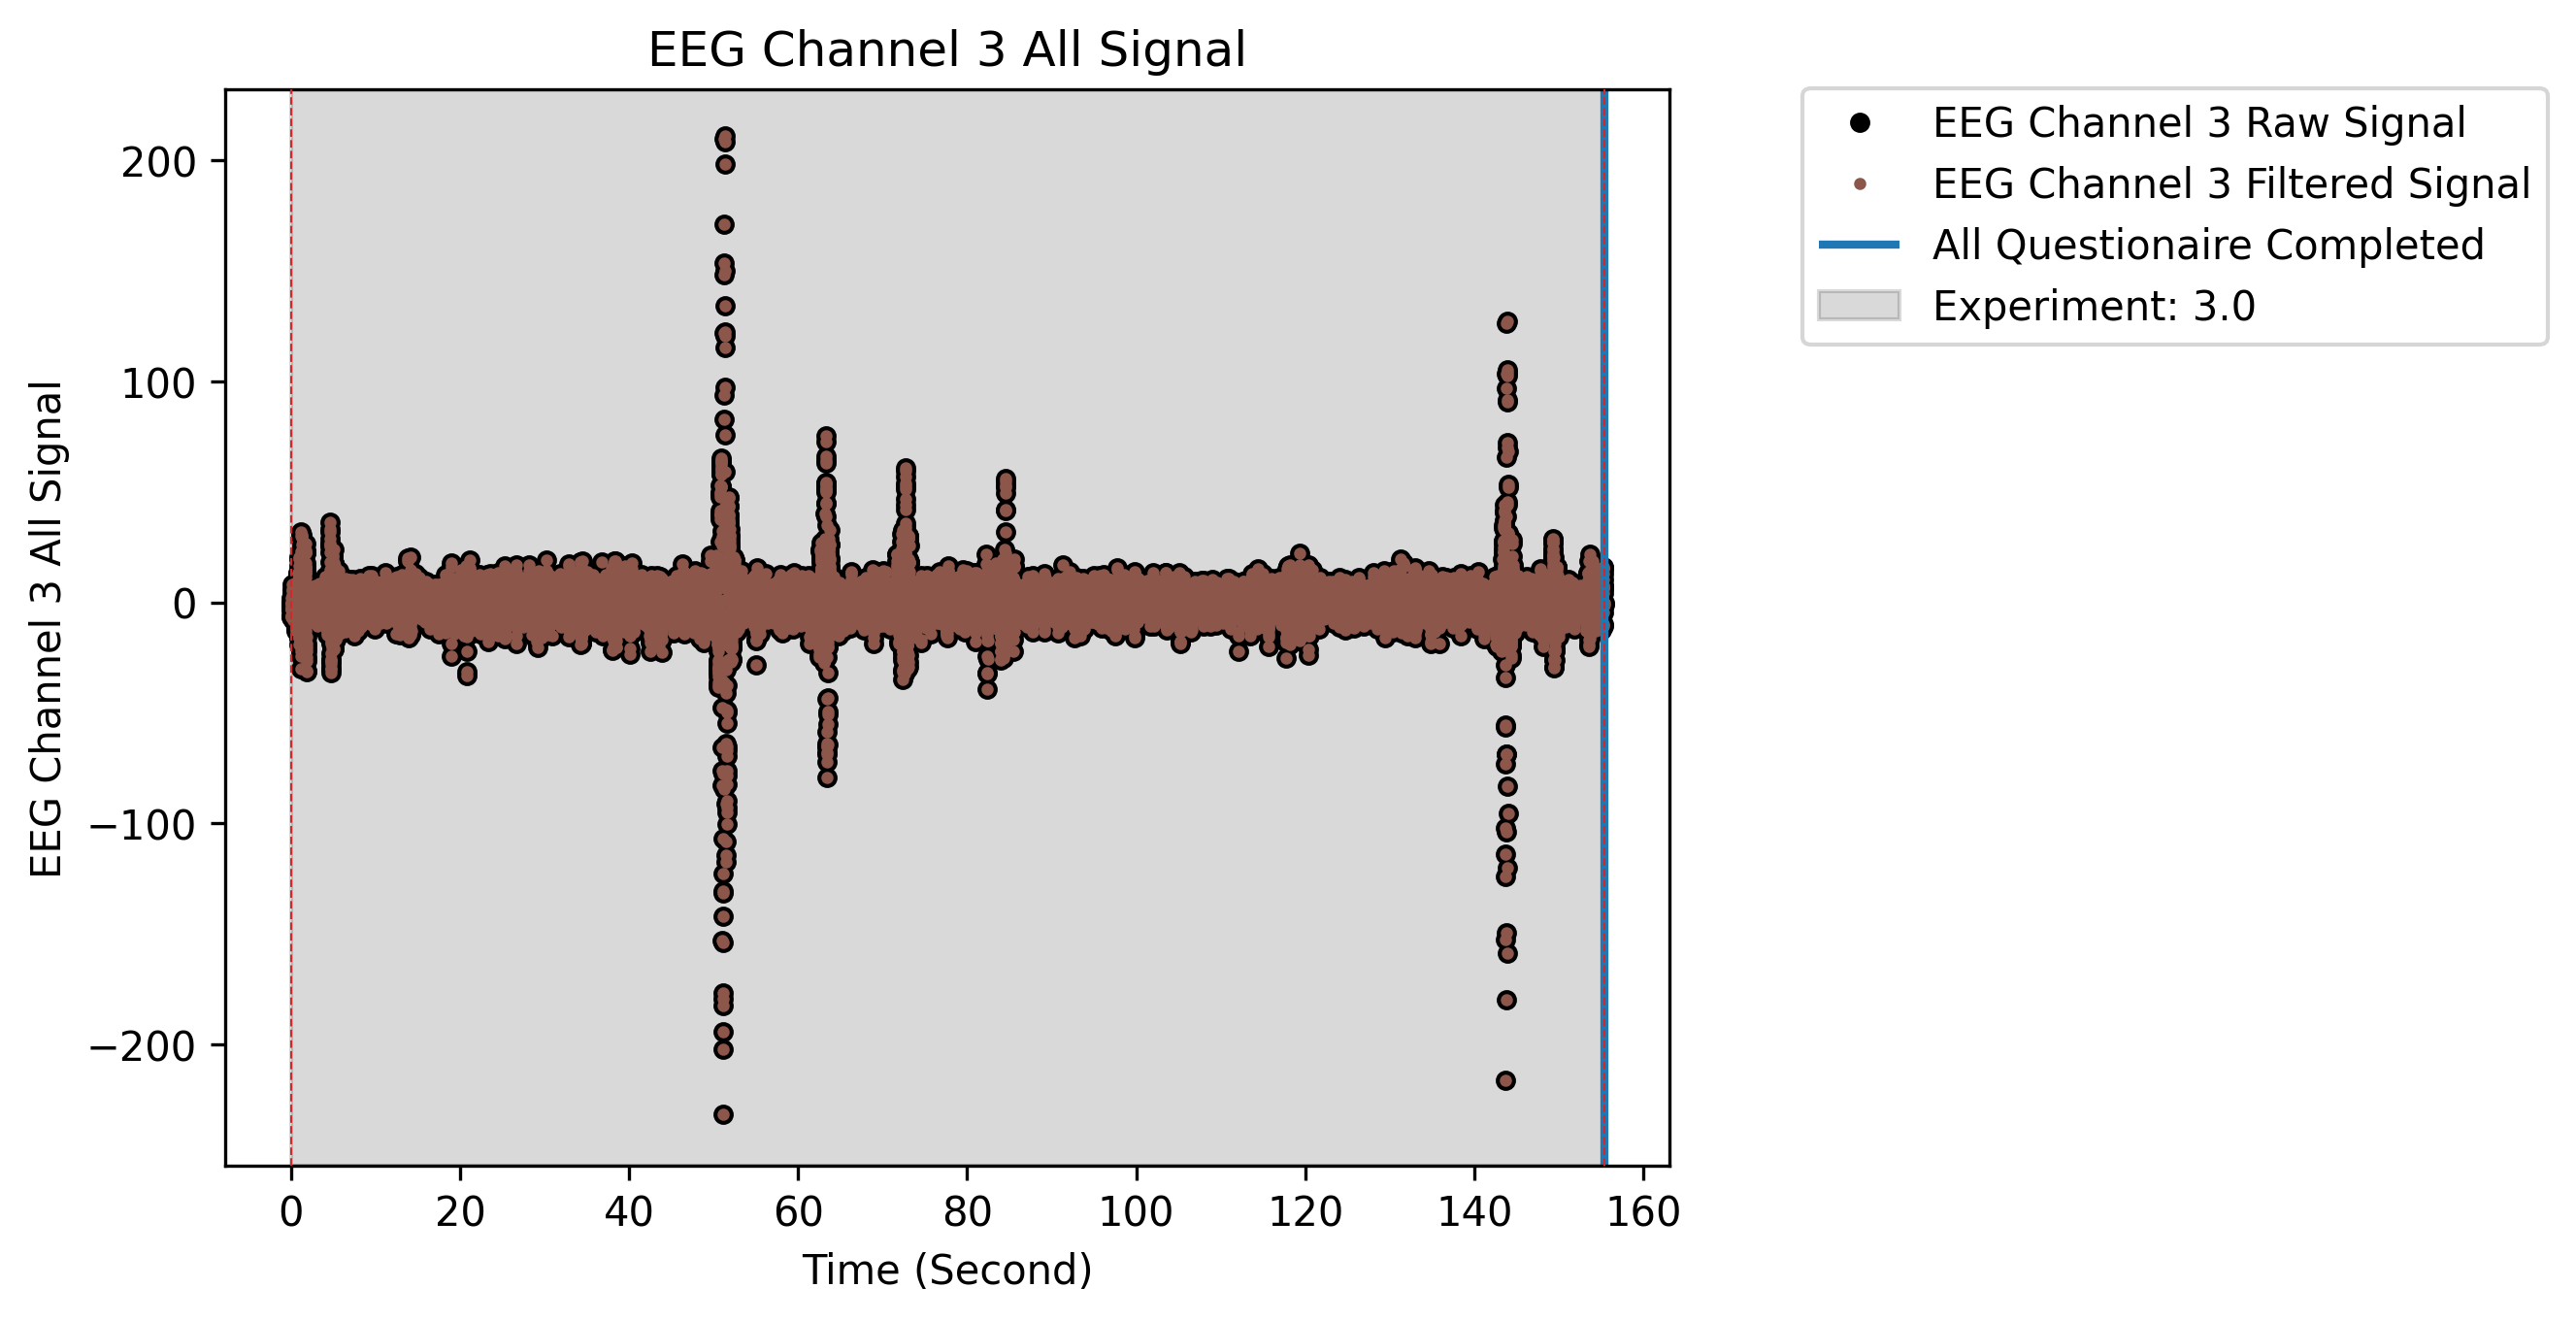 EEG Channel 3 All Signal
EEG Channel 3 Raw Signal
EEG Channel 3 Filtered Signal
All Questionaire Completed
Experiment: 3.0
EEG Channel 3 All Signal
200
100
0
−100
−200
0 20 40 60 80 100 120 140 160
Time (Second)